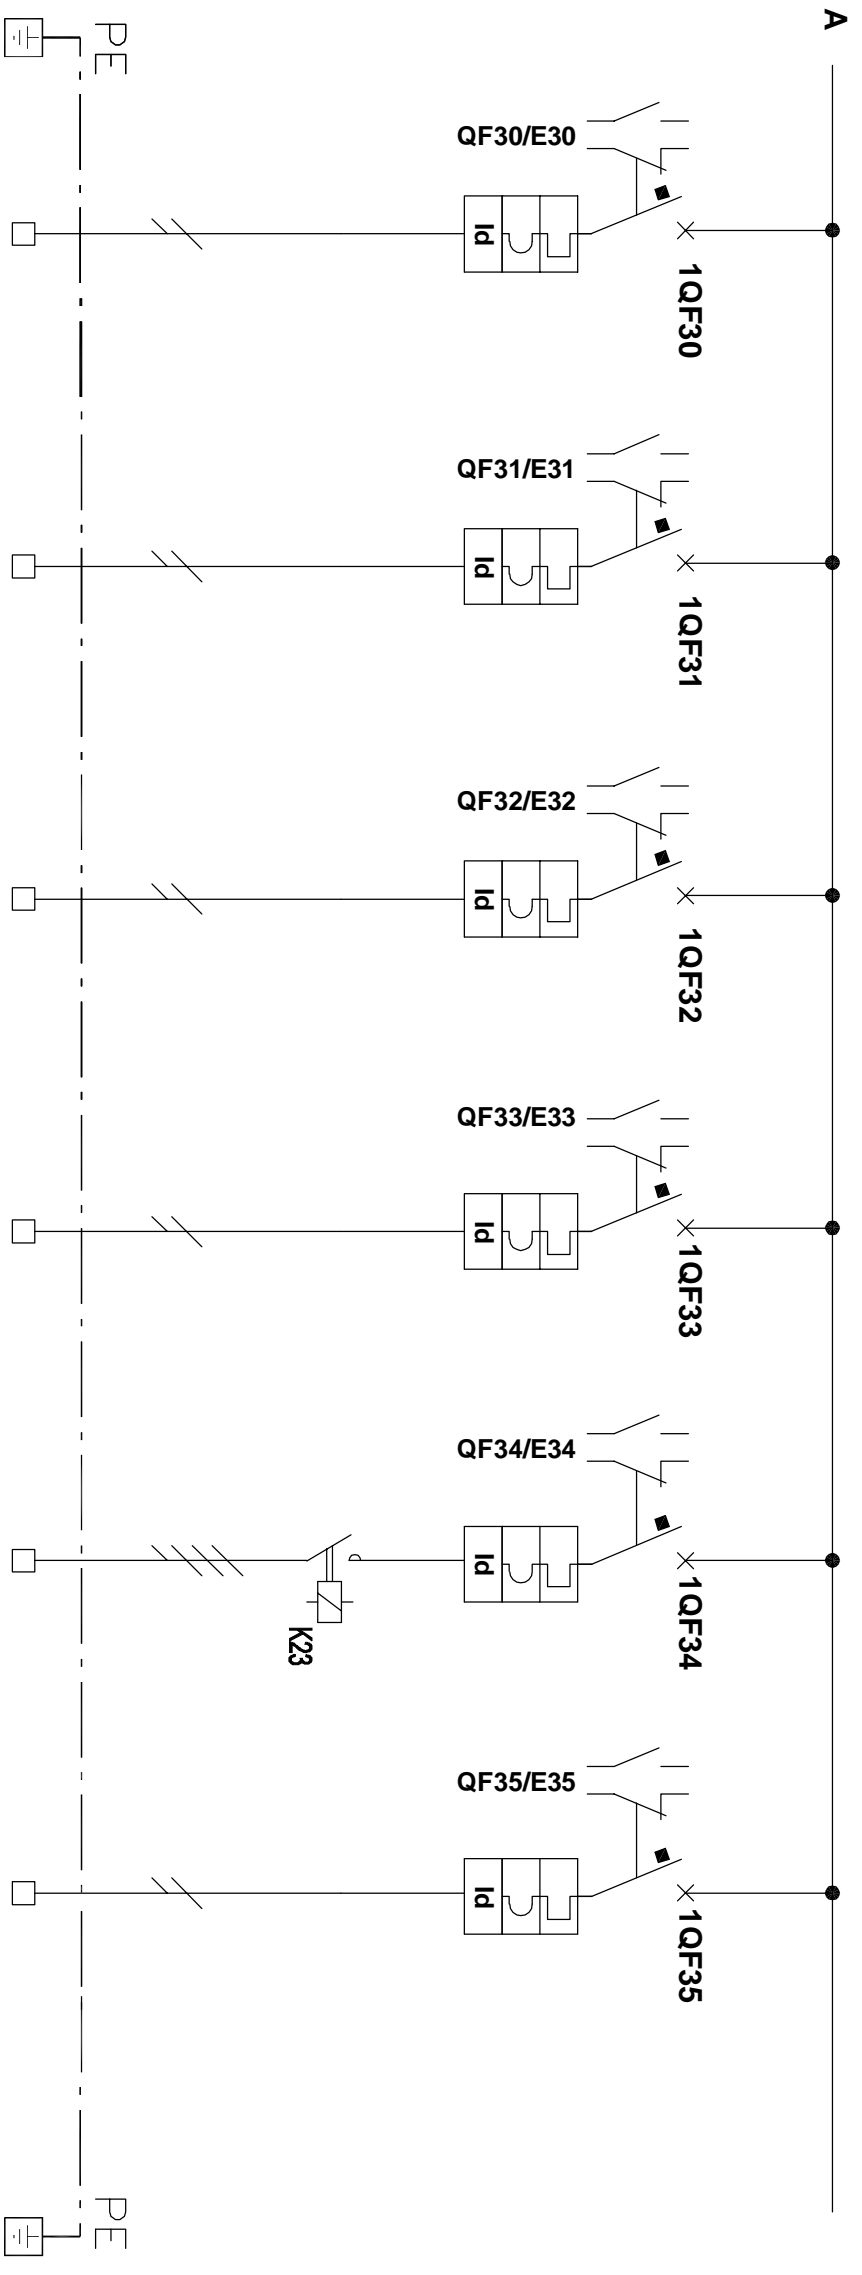 A
PE
QF30/E30
Id
1QF30
QF31/E31
Id
1QF31
QF32/E32
Id
1QF32
QF33/E33
Id
1QF33
QF34/E34
Id
1QF34
K23
QF35/E35
Id
1QF35
PE